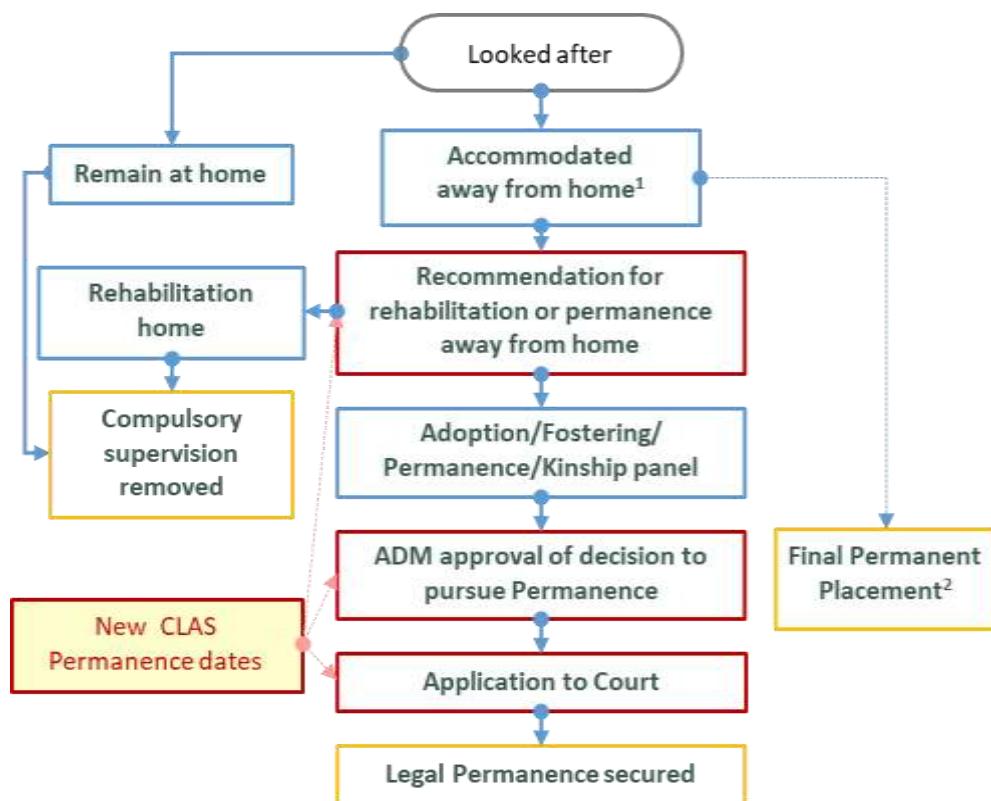 Looked after
Remain at home
Accommodated
away from home¹
Recommendation for
rehabilitation or permanence
away from home
Rehabilitation
home
Compulsory
supervision
removed
Adoption/Fostering/
Permanence/Kinship panel
ADM approval of decision to
pursue Permanence
Final Permanent
Placement²
New CLAS
Permanence dates
Application to Court
Legal Permanence secured